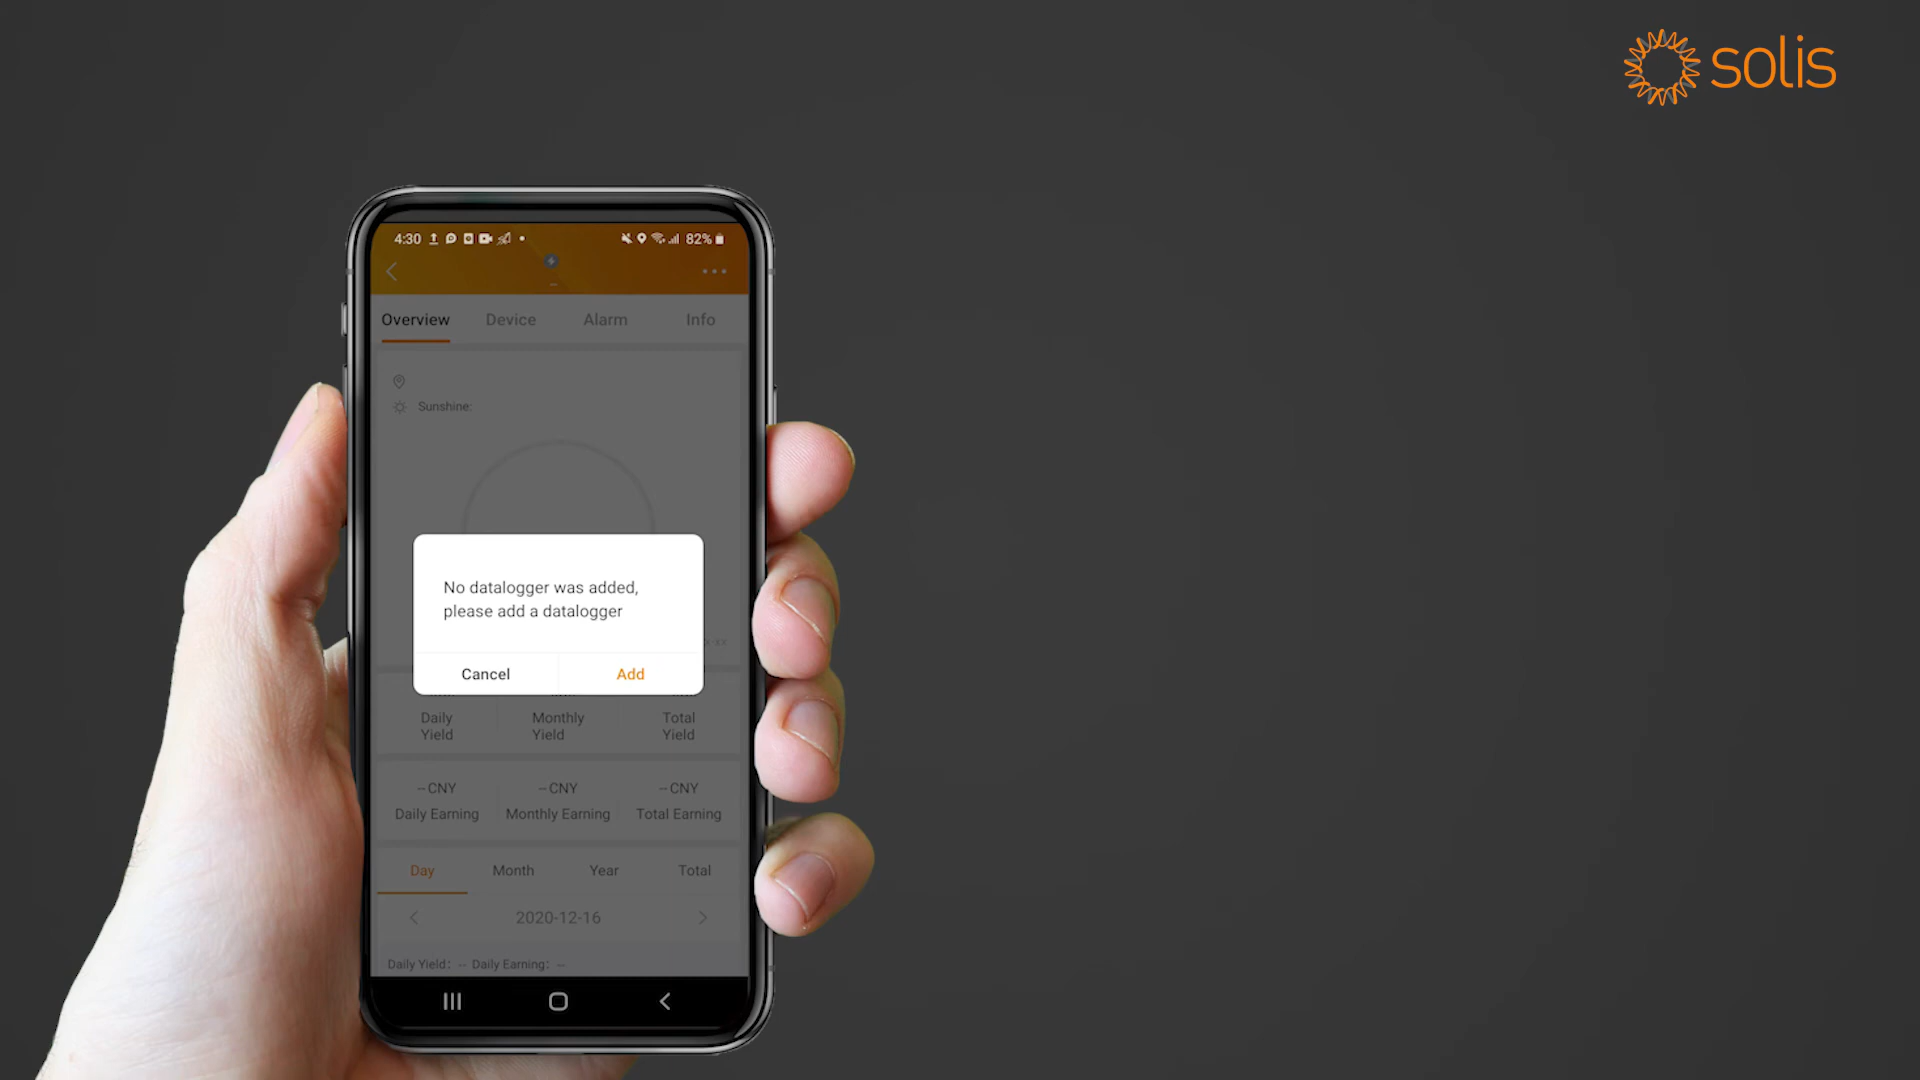 solis
4:30
82%
Overview Device Alarm Info
Sunshine:
No datalogger was added,
please add a datalogger
Cancel Add
Daily Yield Monthly Yield Total Yield
-- CNY -- CNY -- CNY
Daily Earning Monthly Earning Total Earning
Day Month Year Total
2020-12-16
Daily Yield: -- Daily Earning: --